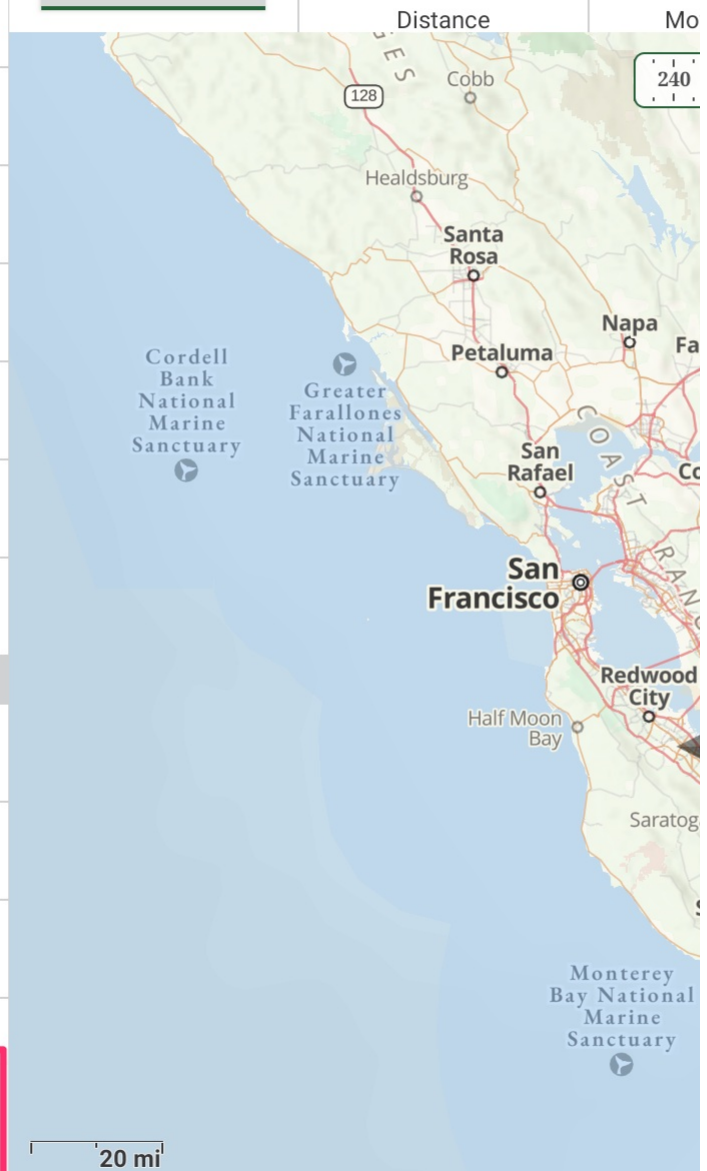 Distance
Mo
GES
Cobb
240
128
Healdsburg
Santa
Rosa
Napa
Petaluma
Fa
Cordell
Bank
National
Marine
Sanctuary
Greater
Farallones
National
Marine
Sanctuary
COAST
San
Rafael
Co
RAN
San
Francisco
Redwood
City
Half Moon
Bay
Saratog
S
Monterey
Bay National
Marine
Sanctuary
20 mi